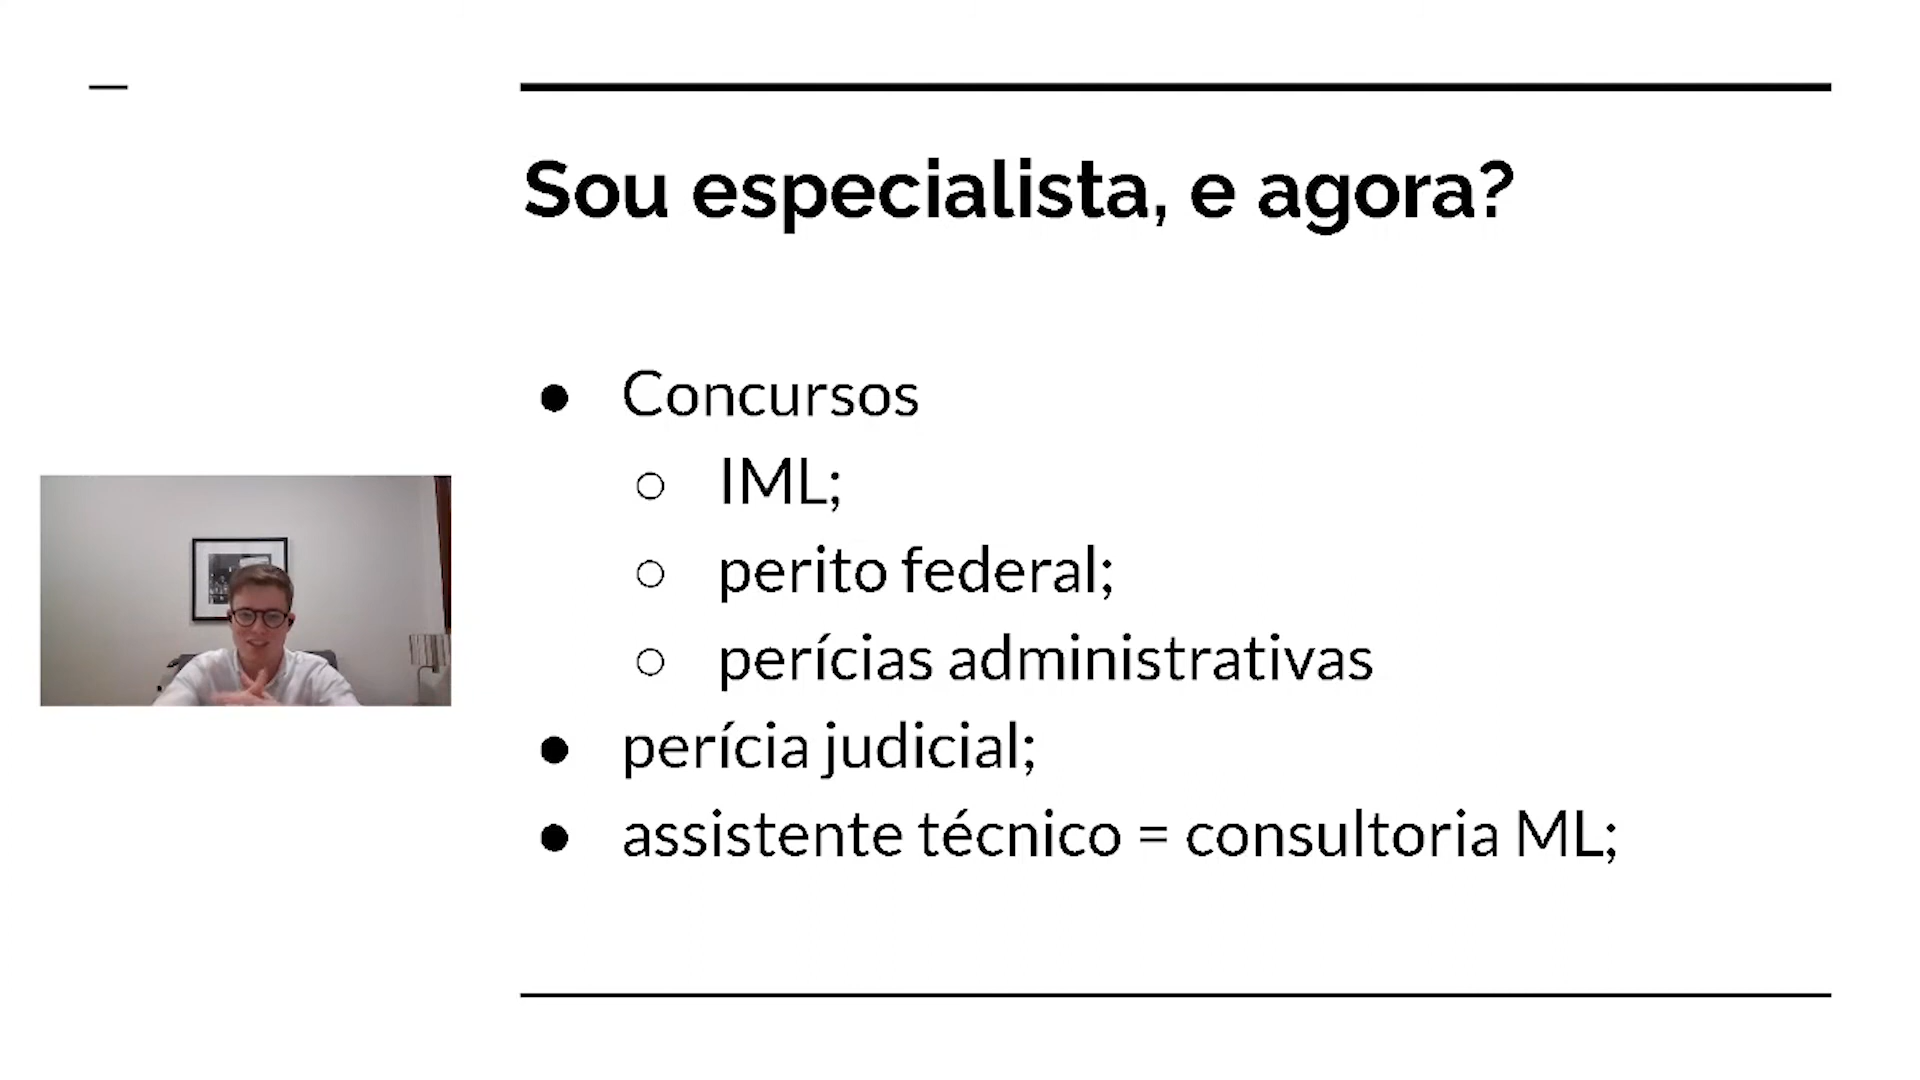 Sou especialista, e agora?
● Concursos
○ IML;
○ perito federal;
○ perícias administrativas
● perícia judicial;
● assistente técnico = consultoria ML;